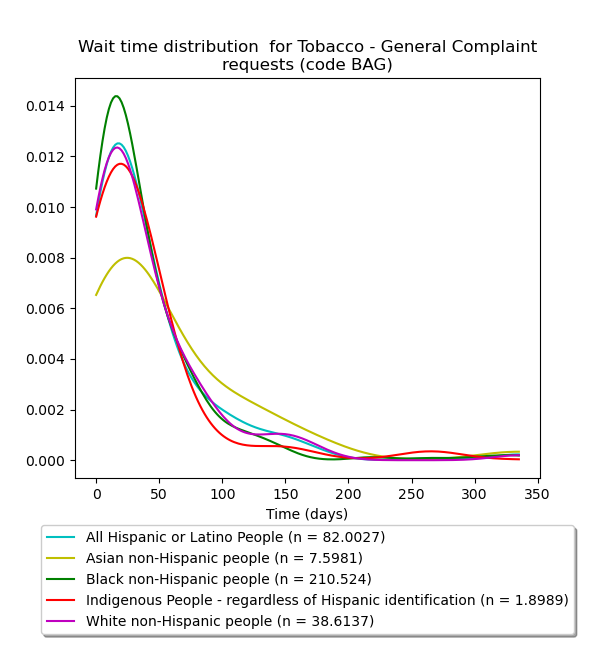 Wait time distribution  for Tobacco - General Complaint
requests (code BAG)
0.014
0.012
0.010
0.008
0.006
0.004
0.002
0.000
0 50 100 150 200 250 300 350
Time (days)
All Hispanic or Latino People (n = 82.0027)
Asian non-Hispanic people (n = 7.5981)
Black non-Hispanic people (n = 210.524)
Indigenous People - regardless of Hispanic identification (n = 1.8989)
White non-Hispanic people (n = 38.6137)